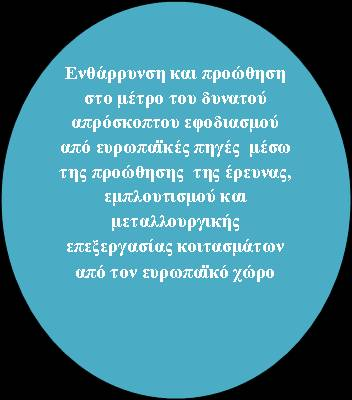 Ενθάρρυνση και προώθηση
στο μέτρο του δυνατού
απρόσκοπτου εφοδιασμού
από ευρωπαϊκές πηγές μέσω
της προώθησης της έρευνας,
εμπλουτισμού και
μεταλλουργικής
επεξεργασίας κοιτασμάτων
από τον ευρωπαϊκό χώρο